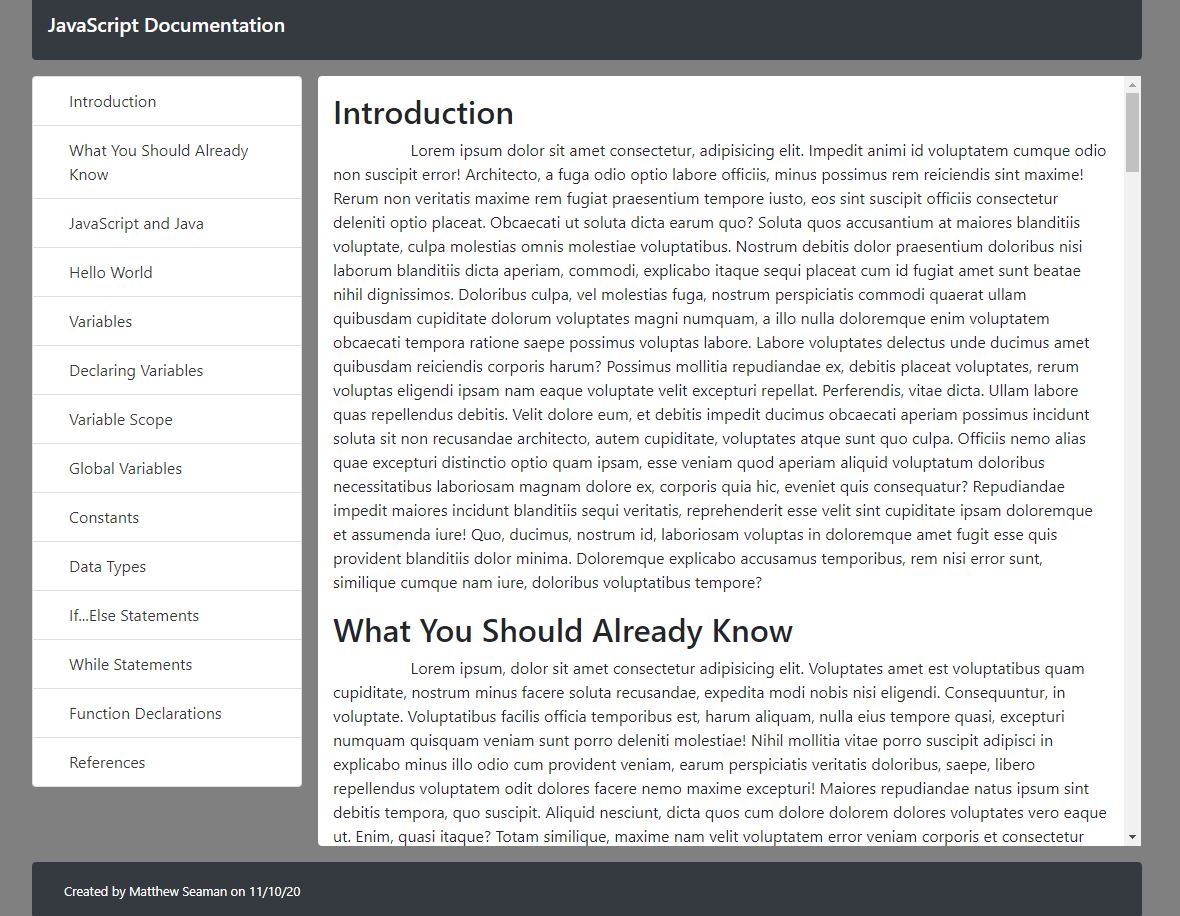 JavaScript Documentation
Introduction
What You Should Already
Know
JavaScript and Java
Hello World
Variables
Declaring Variables
Variable Scope
Global Variables
Constants
Data Types
If...Else Statements
While Statements
Function Declarations
References
Introduction
Lorem ipsum dolor sit amet consectetur, adipisicing elit. Impedit animi id voluptatem cumque odio
non suscipit error! Architecto, a fuga odio optio labore officiis, minus possimus rem reiciendis sint maxime!
Rerum non veritatis maxime rem fugiat praesentium tempore iusto, eos sint suscipit officiis consectetur
deleniti optio placeat. Obcaecati ut soluta dicta earum quo? Soluta quos accusantium at maiores blanditiis
voluptate, culpa molestias omnis molestiae voluptatibus. Nostrum debitis dolor praesentium doloribus nisi
laborum blanditiis dicta aperiam, commodi, explicabo itaque sequi placeat cum id fugiat amet sunt beatae
nihil dignissimos. Doloribus culpa, vel molestias fuga, nostrum perspiciatis commodi quaerat ullam
quibusdam cupiditate dolorum voluptates magni numquam, a illo nulla doloremque enim voluptatem
obcaecati tempora ratione saepe possimus voluptas labore. Labore voluptates delectus unde ducimus amet
quibusdam reiciendis corporis harum? Possimus mollitia repudiandae ex, debitis placeat voluptates, rerum
voluptas eligendi ipsam nam eaque voluptate velit excepturi repellat. Perferendis, vitae dicta. Ullam labore
quas repellendus debitis. Velit dolore eum, et debitis impedit ducimus obcaecati aperiam possimus incidunt
soluta sit non recusandae architecto, autem cupiditate, voluptates atque sunt quo culpa. Officiis nemo alias
quae excepturi distinctio optio quam ipsam, esse veniam quod aperiam aliquid voluptatum doloribus
necessitatibus laboriosam magnam dolore ex, corporis quia hic, eveniet quis consequatur? Repudiandae
impedit maiores incidunt blanditiis sequi veritatis, reprehenderit esse velit sint cupiditate ipsam doloremque
et assumenda iure! Quo, ducimus, nostrum id, laboriosam voluptas in doloremque amet fugit esse quis
provident blanditiis dolor minima. Doloremque explicabo accusamus temporibus, rem nisi error sunt,
similique cumque nam iure, doloribus voluptatibus tempore?
What You Should Already Know
Lorem ipsum, dolor sit amet consectetur adipisicing elit. Voluptates amet est voluptatibus quam
cupiditate, nostrum minus facere soluta recusandae, expedita modi nobis nisi eligendi. Consequuntur, in
voluptate. Voluptatibus facilis officia temporibus est, harum aliquam, nulla eius tempore quasi, excepturi
numquam quisquam veniam sunt porro deleniti molestiae! Nihil mollitia vitae porro suscipit adipisci in
explicabo minus illo odio cum provident veniam, earum perspiciatis veritatis doloribus, saepe, libero
repellendus voluptatem odit dolores facere nemo maxime excepturi! Maiores repudiandae natus ipsum sint
debitis tempora, quo suscipit. Aliquid nesciunt, dicta quos cum dolore dolorem dolores voluptates vero eaque
ut. Enim, quasi itaque? Totam similique, maxime nam velit voluptatem error veniam corporis et consectetur
Created by Matthew Seaman on 11/10/20